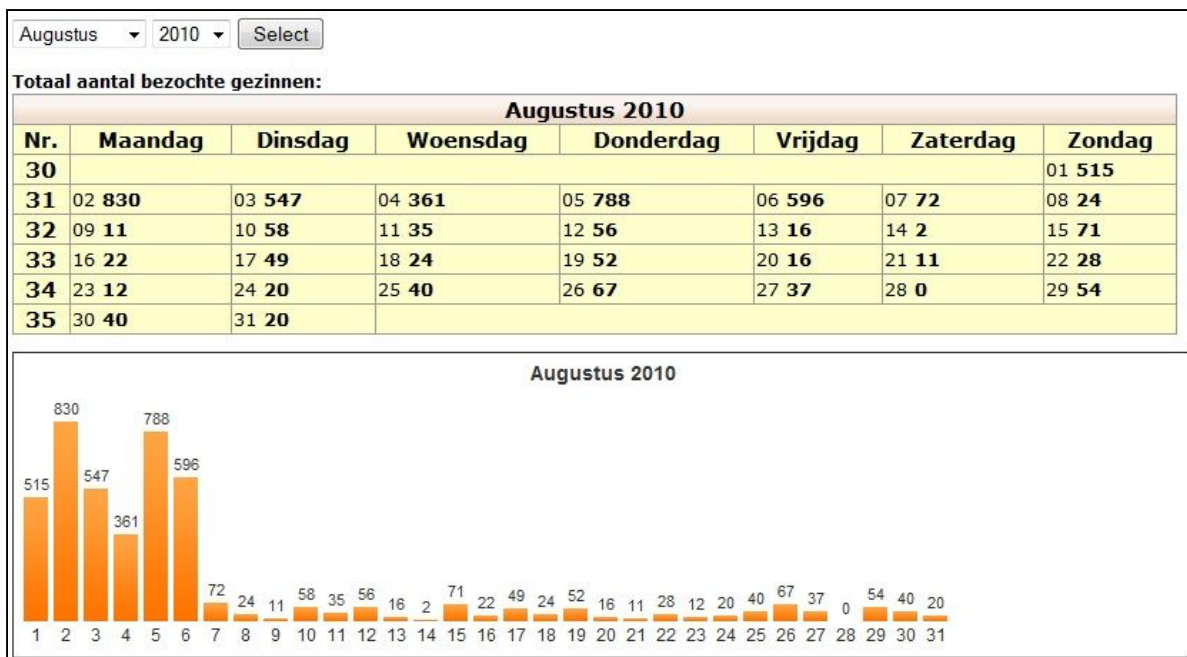 Augustus 2010 Select
Totaal aantal bezochte gezinnen:
Augustus 2010
Nr. Maandag Dinsdag Woensdag Donderdag Vrijdag Zaterdag Zondag
30 01 515
31 02 830 03 547 04 361 05 788 06 596 07 72 08 24
32 09 11 10 58 11 35 12 56 13 16 14 2 15 71
33 16 22 17 49 18 24 19 52 20 16 21 11 22 28
34 23 12 24 20 25 40 26 67 27 37 28 0 29 54
35 30 40 31 20
Augustus 2010
515 830 547 361 788 596 72 24 11 58 35 56 16 2 71 22 49 24 52 16 11 28 12 20 40 67 37 0 54 40 20
1 2 3 4 5 6 7 8 9 10 11 12 13 14 15 16 17 18 19 20 21 22 23 24 25 26 27 28 29 30 31